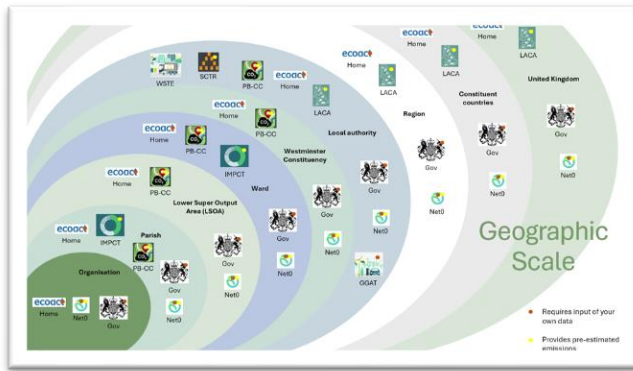 ecoact
Home
LACA
United Kingdom
ecoact
Home
LACA
Constituent
countries
ecoact
Home
LACA
Region
WSTE
SCTR
PB-CC
ecoact
Home
LACA
Local authority
ecoact
Home
PB-CC
Westminster
Constituency
ecoact
Home
PB-CC
IMPCT
Ward
ecoact
Home
PB-CC
Lower Super Output
Area (LSOA)
ecoact
Home
IMPCT
Parish
PB-CC
Organisation
ecoact
Home
Net0
Gov
Gov
Net0
Gov
Net0
Gov
Net0
Gov
Net0
Gov
Net0
GGAT
Gov
Net0
Gov
Net0
Gov
Net0
Geographic
Scale
Requires input of your
own data
Provides pre-estimated
emissions